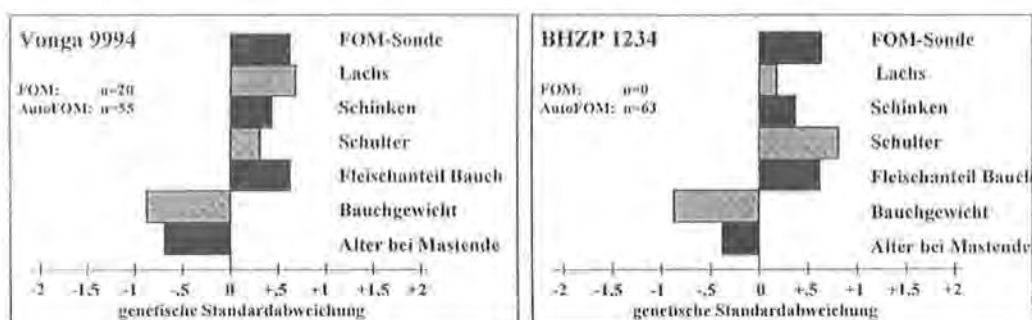 Vonga 9994
FOM: n=20
AutoFOM: n=55
FOM-Sonde
Lachs
Schinken
Schulter
Fleischanteil Bauch
Bauchgewicht
Alter bei Mastende
-2 -1.5 -1 -.5 0 +.5 +1 +1.5 +2
genetische Standardabweichung
BHZP 1234
FOM: n=0
AutoFOM: n=63
FOM-Sonde
Lachs
Schinken
Schulter
Fleischanteil Bauch
Bauchgewicht
Alter bei Mastende
-2 -1.5 -1 -.5 0 +.5 +1 +1.5 +2
genetische Standardabweichung